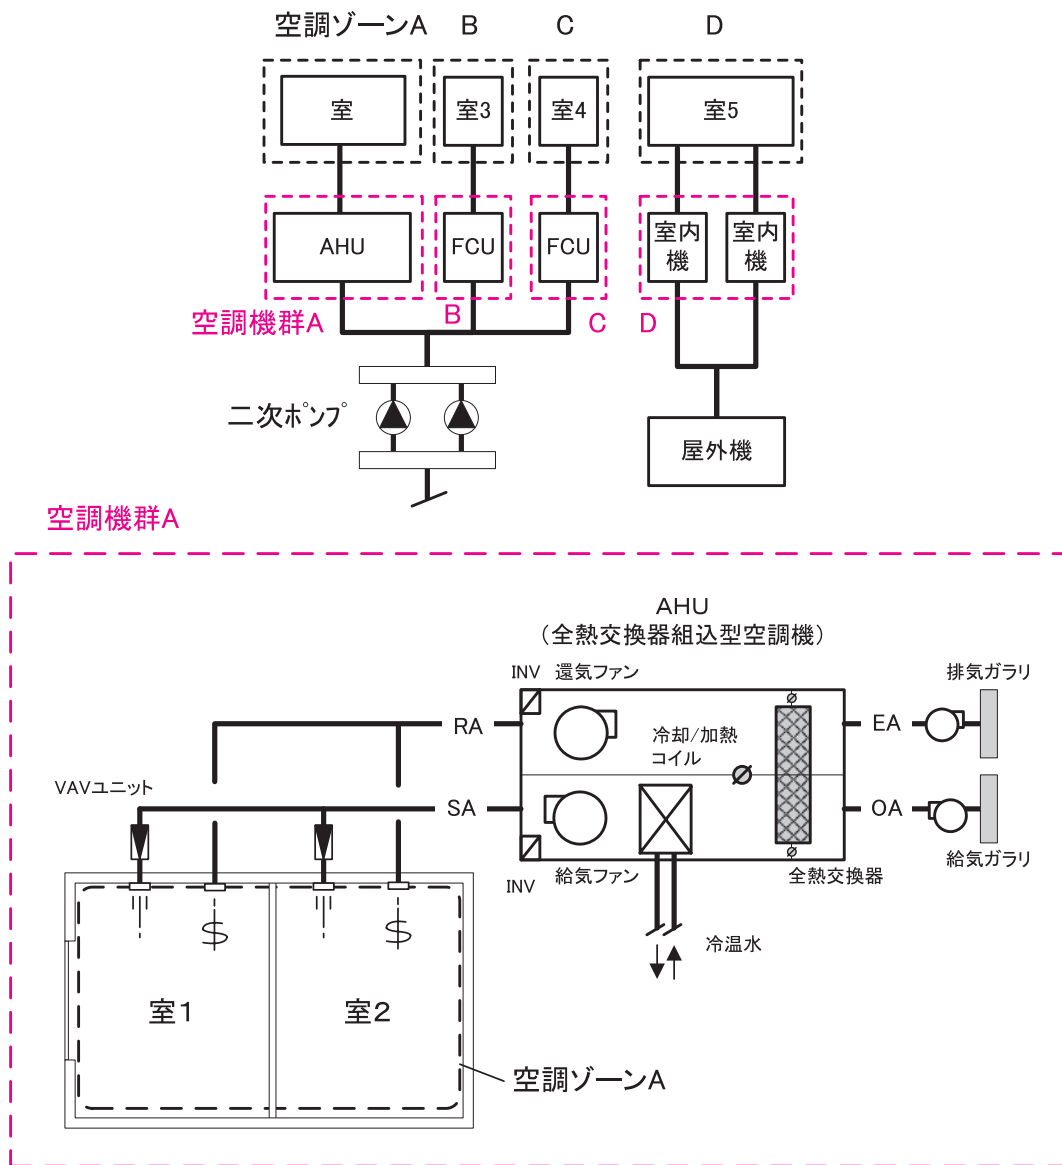 空調ゾーンA B C D
室 室3 室4 室5
AHU FCU FCU 室内機 室内機
空調機群A B C D
二次ポンプ
屋外機
空調機群A
AHU
(全熱交換器組込型空調機)
INV 還気ファン
排気ガラリ
RA
冷却/加熱
コイル
EA
VAVユニット
SA
OA
INV
給気ファン
全熱交換器
給気ガラリ
冷温水
室1
室2
空調ゾーンA